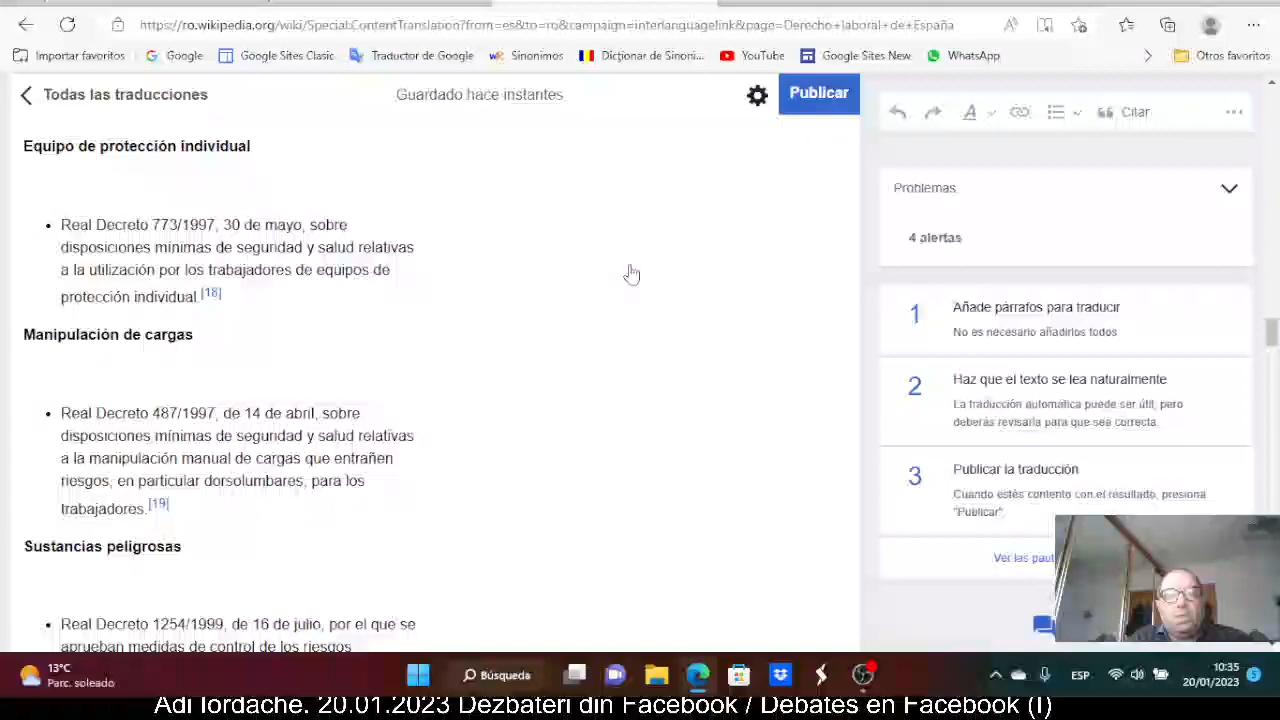 https://ro.wikipedia.org/wiki/Special:ContentTranslation?from=es&to=ro&campaign=interlanguagelink&page=Derecho+laboral+de+España
Importar favoritos
Google
Google Sites Clasic
Traductor de Google
Sinonimos
Dicționar de Sinoni...
YouTube
Google Sites New
WhatsApp
Otros favoritos
Todas las traducciones
Guardado hace instantes
Publicar
Citar
Equipo de protección individual
Real Decreto 773/1997, 30 de mayo, sobre
disposiciones mínimas de seguridad y salud relativas
a la utilización por los trabajadores de equipos de
protección individual.[18]
Manipulación de cargas
Real Decreto 487/1997, de 14 de abril, sobre
disposiciones mínimas de seguridad y salud relativas
a la manipulación manual de cargas que entrañen
riesgos, en particular dorsolumbares, para los
trabajadores.[19]
Sustancias peligrosas
Real Decreto 1254/1999, de 16 de julio, por el que se
aprueban medidas de control de los riesgos
Problemas
4 alertas
1
Añade párrafos para traducir
No es necesario añadirlos todos
2
Haz que el texto se lea naturalmente
La traducción automática puede ser útil, pero
deberás revisarla para que sea correcta.
3
Publicar la traducción
Cuando estés contento con el resultado, presiona
"Publicar".
Ver las
13°C
Parc. soleado
Búsqueda
ESP
10:35
20/01/2023
5
Adi Iordache. 20.01.2023 Dezbateri din Facebook / Debates en Facebook (I)